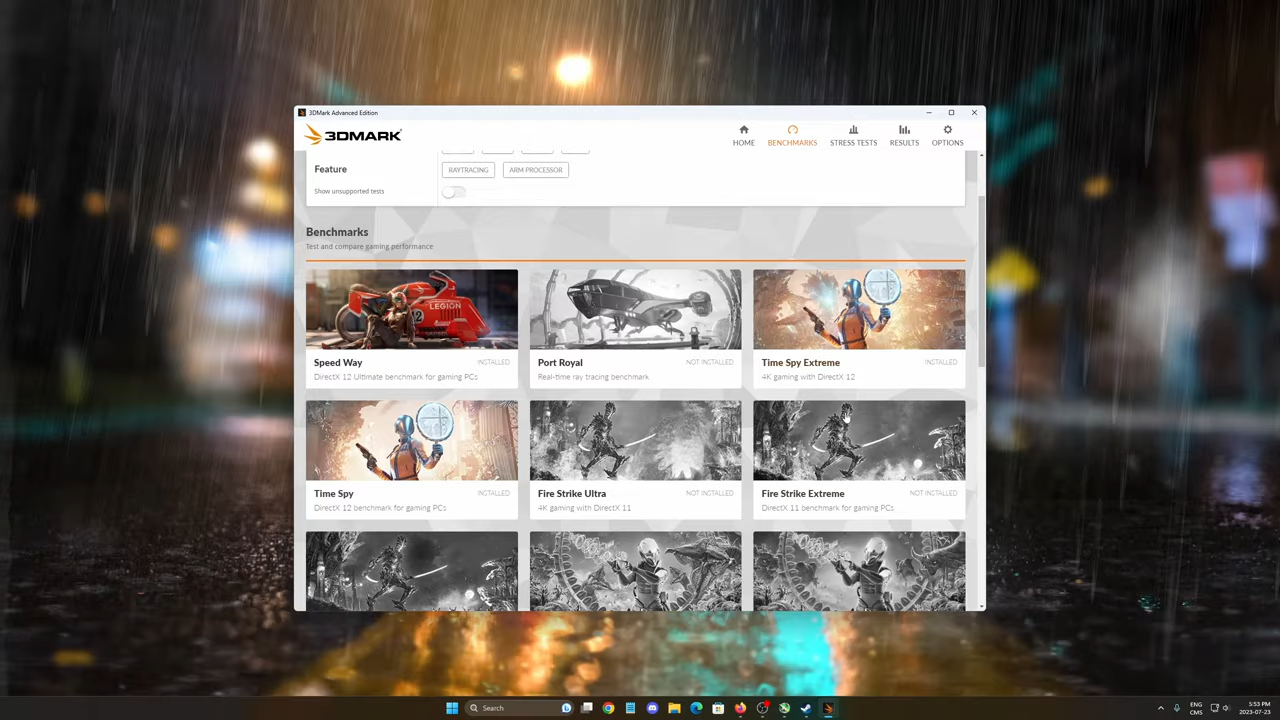 3DMark Advanced Edition
3DMARK
HOME
BENCHMARKS
STRESS TESTS
RESULTS
OPTIONS
Feature
RAYTRACING
ARM PROCESSOR
Show unsupported tests
Benchmarks
Test and compare gaming performance
LEGION
Speed Way
INSTALLED
DirectX 12 Ultimate benchmark for gaming PCs
Port Royal
NOT INSTALLED
Real-time ray tracing benchmark
Time Spy Extreme
INSTALLED
4K gaming with DirectX 12
Time Spy
INSTALLED
DirectX 12 benchmark for gaming PCs
Fire Strike Ultra
NOT INSTALLED
4K gaming with DirectX 11
Fire Strike Extreme
NOT INSTALLED
DirectX 11 benchmark for gaming PCs
Search
ENG
CMS
5:53 PM
2023-07-23